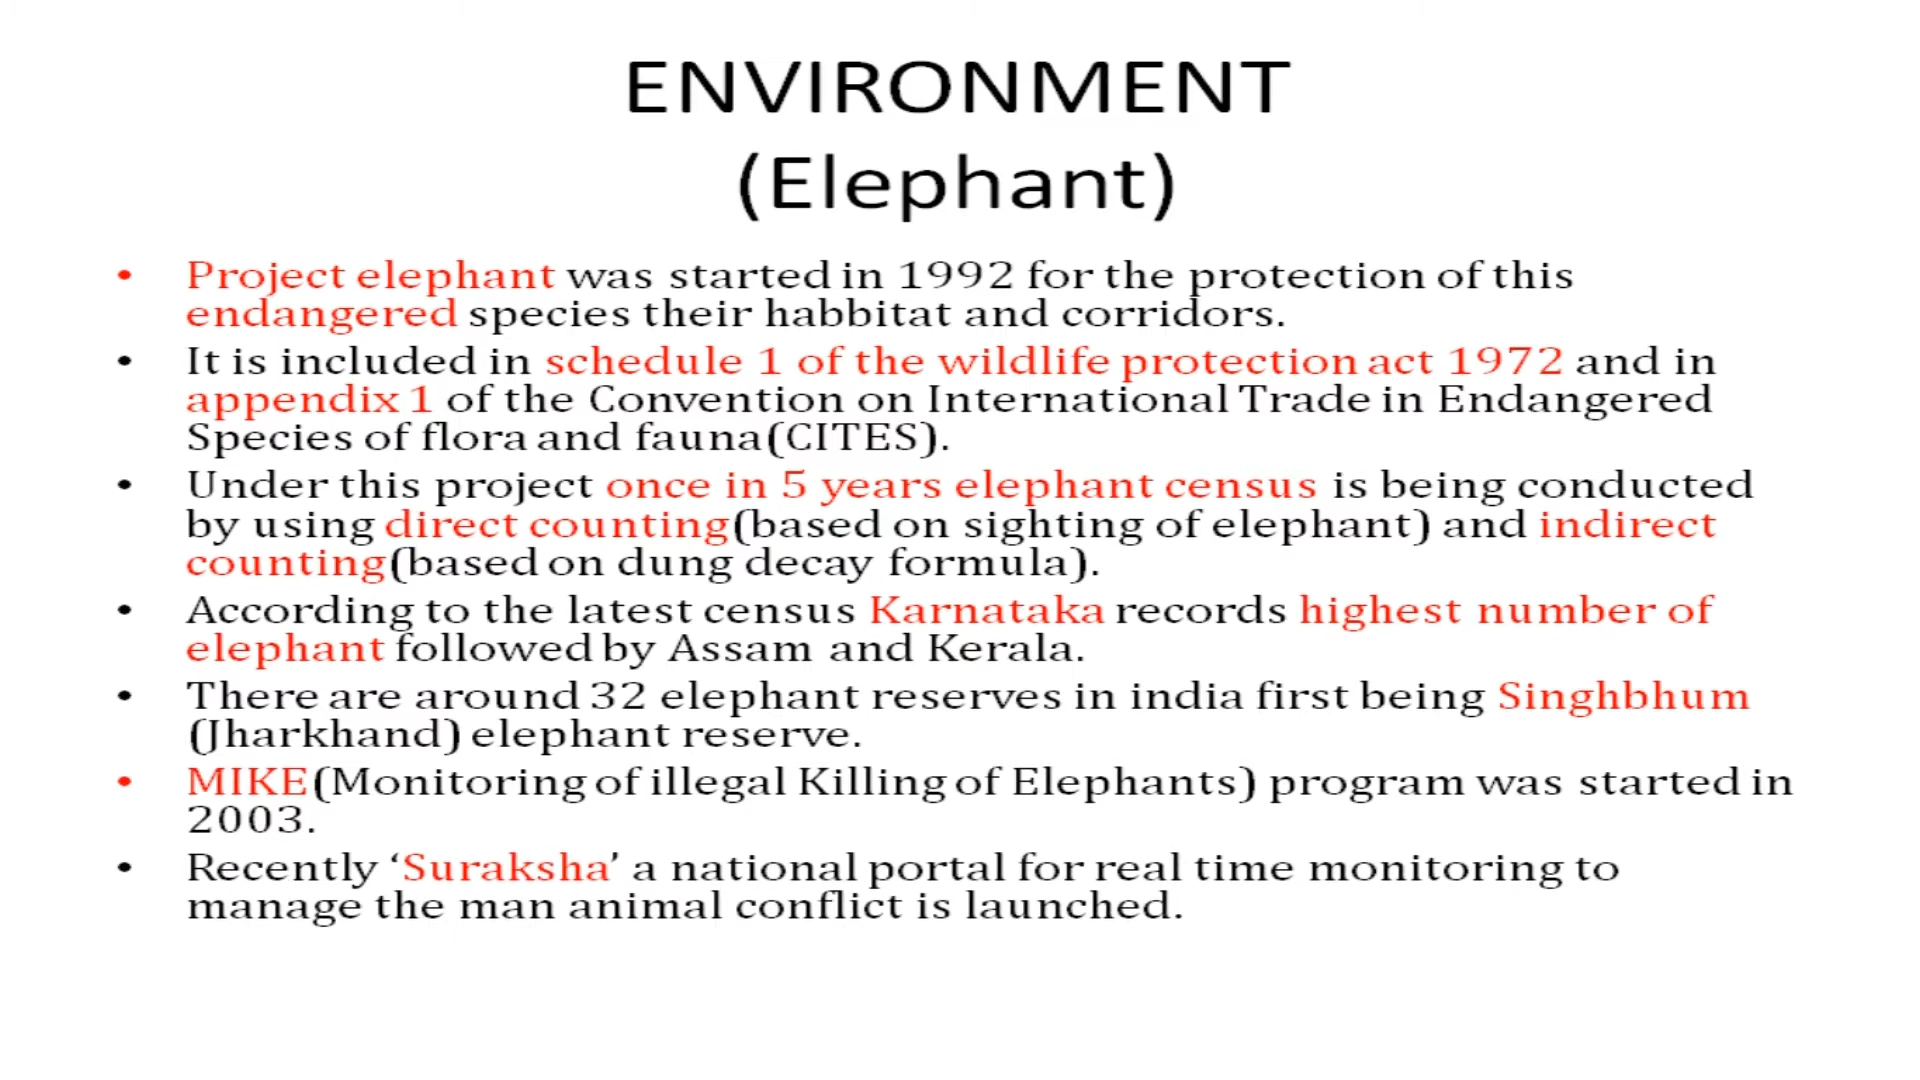 ENVIRONMENT
(Elephant)
• Project elephant was started in 1992 for the protection of this
endangered species their habbitat and corridors.
• It is included in schedule 1 of the wildlife protection act 1972 and in
appendix 1 of the Convention on International Trade in Endangered
Species of flora and fauna(CITES).
• Under this project once in 5 years elephant census is being conducted
by using direct counting(based on sighting of elephant) and indirect
counting(based on dung decay formula).
• According to the latest census Karnataka records highest number of
elephant followed by Assam and Kerala.
• There are around 32 elephant reserves in india first being Singhbhum
(Jharkhand) elephant reserve.
• MIKE(Monitoring of illegal Killing of Elephants) program was started in
2003.
• Recently ‘Suraksha’ a national portal for real time monitoring to
manage the man animal conflict is launched.